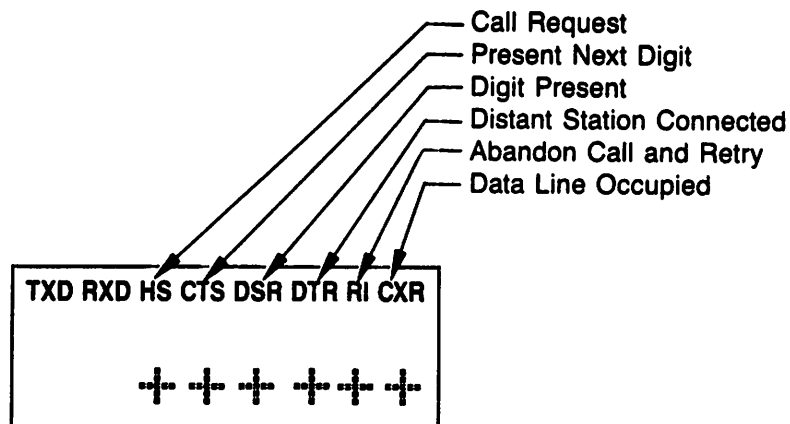 Call Request
Present Next Digit
Digit Present
Distant Station Connected
Abandon Call and Retry
Data Line Occupied
TXD RXD HS CTS DSR DTR RI CXR